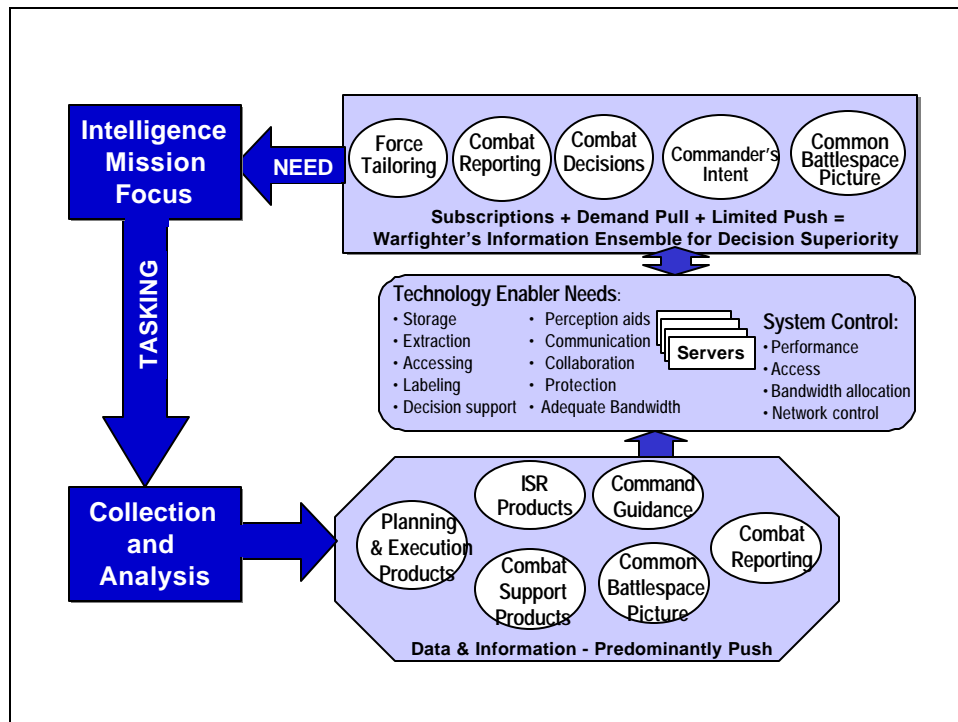 Intelligence
Mission
Focus
NEED
Force
Tailoring
Combat
Reporting
Combat
Decisions
Commander's
Intent
Common
Battlespace
Picture
Subscriptions + Demand Pull + Limited Push =
Warfighter's Information Ensemble for Decision Superiority
TASKING
Technology Enabler Needs:
• Storage
• Extraction
• Accessing
• Labeling
• Decision support
• Perception aids
• Communication
• Collaboration
• Protection
• Adequate Bandwidth
Servers
System Control:
• Performance
• Access
• Bandwidth allocation
• Network control
Collection
and
Analysis
Planning
& Execution
Products
ISR
Products
Command
Guidance
Combat
Support
Products
Common
Battlespace
Picture
Combat
Reporting
Data & Information - Predominantly Push